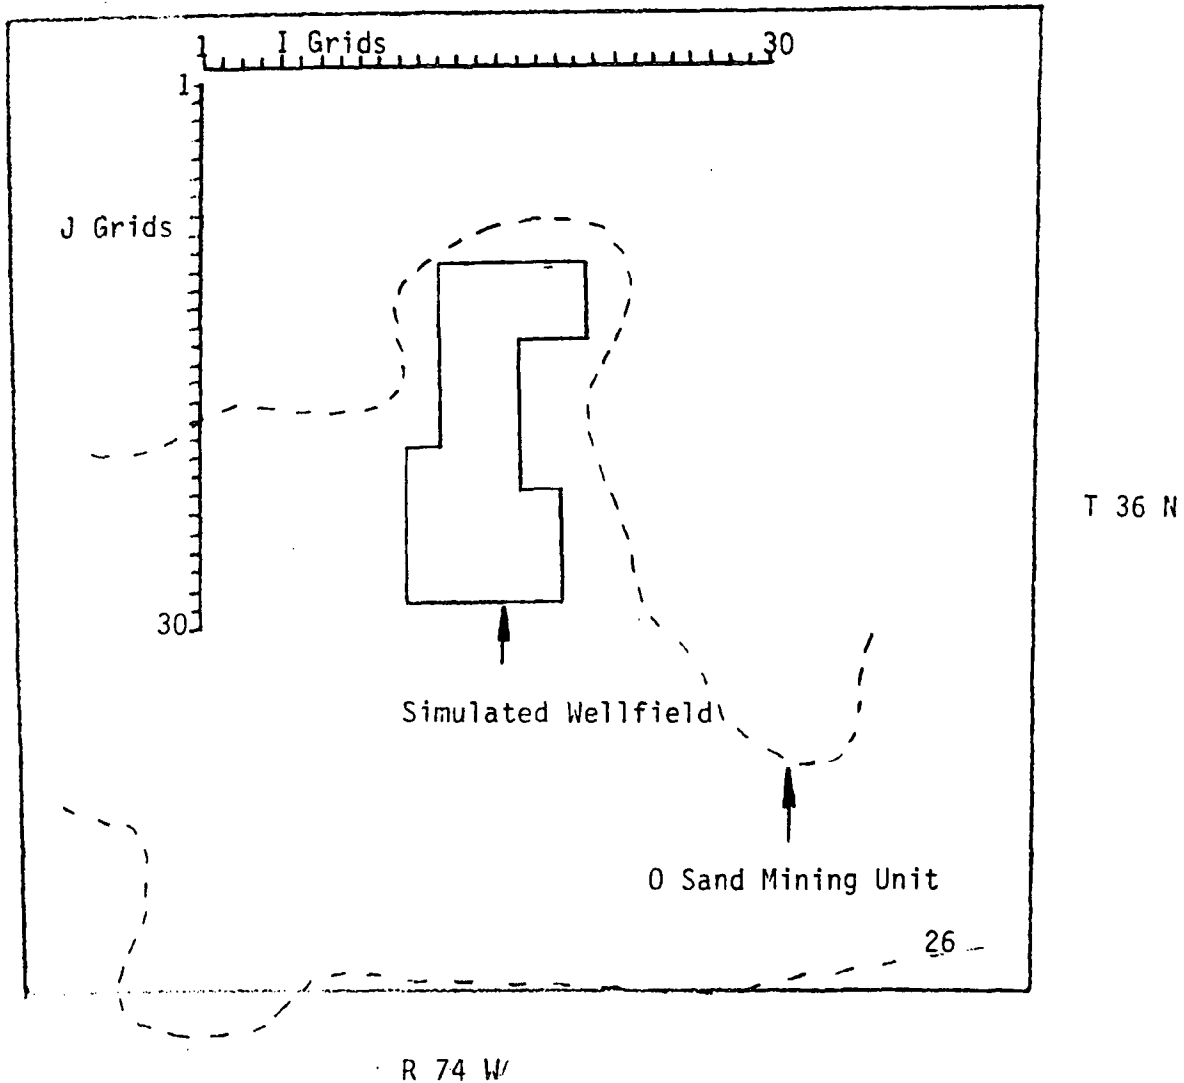 1 I Grids 30
1
J Grids
30
T 36 N
Simulated Wellfield
O Sand Mining Unit
26
R 74 W